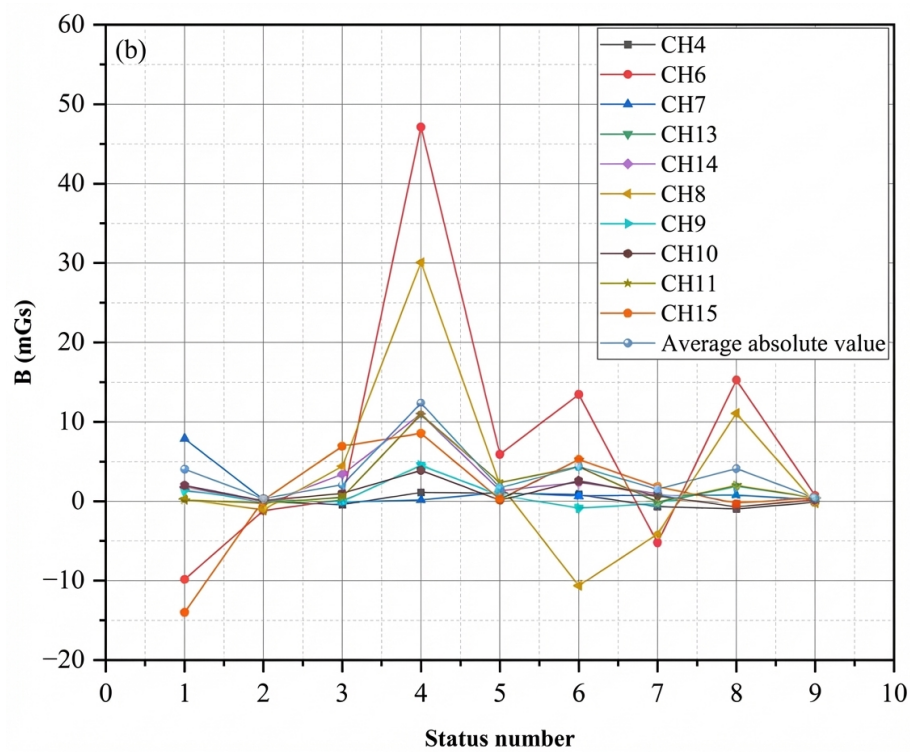 (b)
60
50
40
30
20
10
0
−10
−20
B (mGs)
CH4
CH6
CH7
CH13
CH14
CH8
CH9
CH10
CH11
CH15
Average absolute value
0 1 2 3 4 5 6 7 8 9 10
Status number